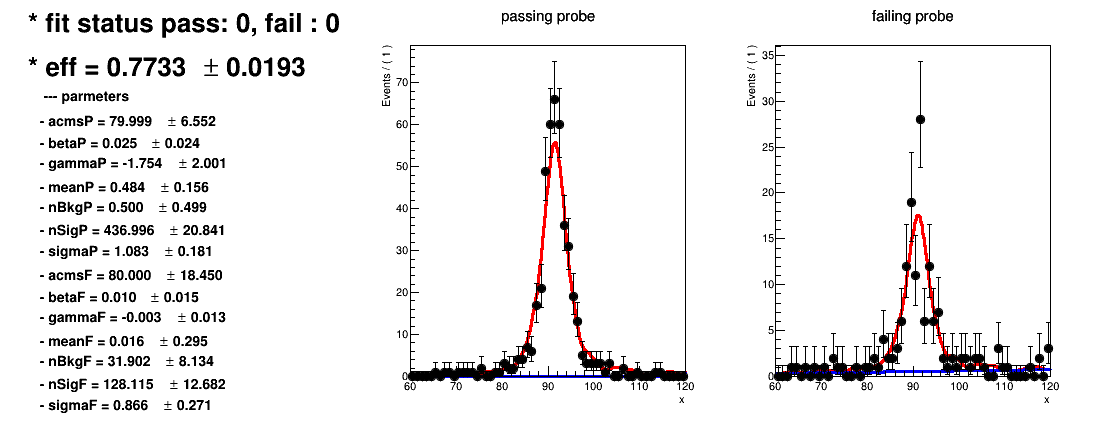 * fit status pass: 0, fail : 0
* eff = 0.7733 ± 0.0193
--- parmeters
- acmsP = 79.999 ± 6.552
- betaP = 0.025 ± 0.024
- gammaP = -1.754 ± 2.001
- meanP = 0.484 ± 0.156
- nBkgP = 0.500 ± 0.499
- nSigP = 436.996 ± 20.841
- sigmaP = 1.083 ± 0.181
- acmsF = 80.000 ± 18.450
- betaF = 0.010 ± 0.015
- gammaF = -0.003 ± 0.013
- meanF = 0.016 ± 0.295
- nBkgF = 31.902 ± 8.134
- nSigF = 128.115 ± 12.682
- sigmaF = 0.866 ± 0.271
passing probe
Events / ( 1 )
70
60
50
40
30
20
10
0
60 70 80 90 100 110 120
x
failing probe
Events / ( 1 )
35
30
25
20
15
10
5
0
60 70 80 90 100 110 120
x